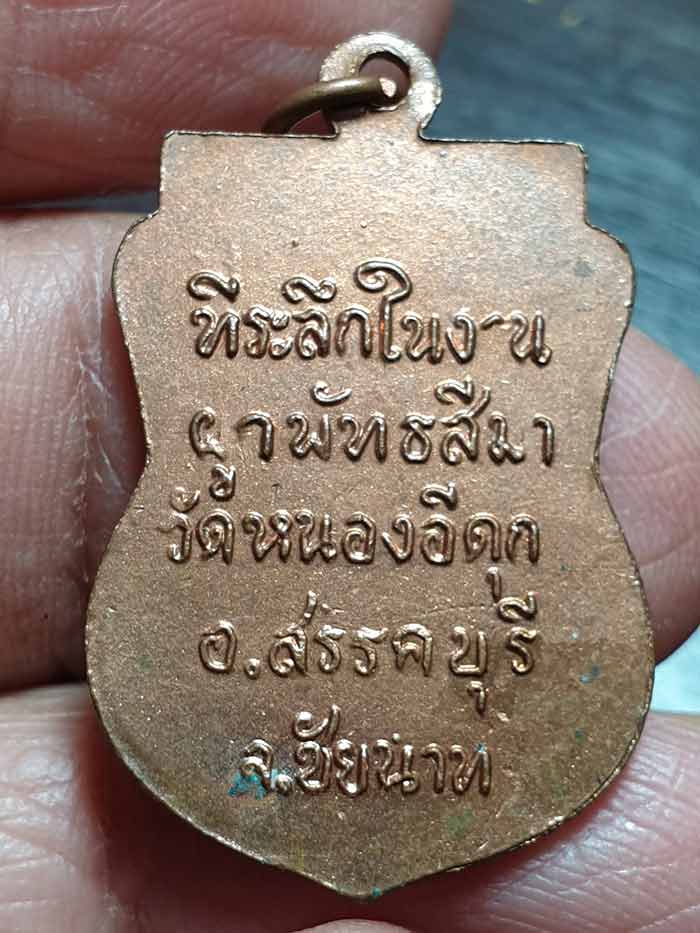 ทีระลึกในงาน
ผูาพัทธสีมา
วัดหนองอีดุก
อ.สรรคบุรี
จ.ชัยนาท